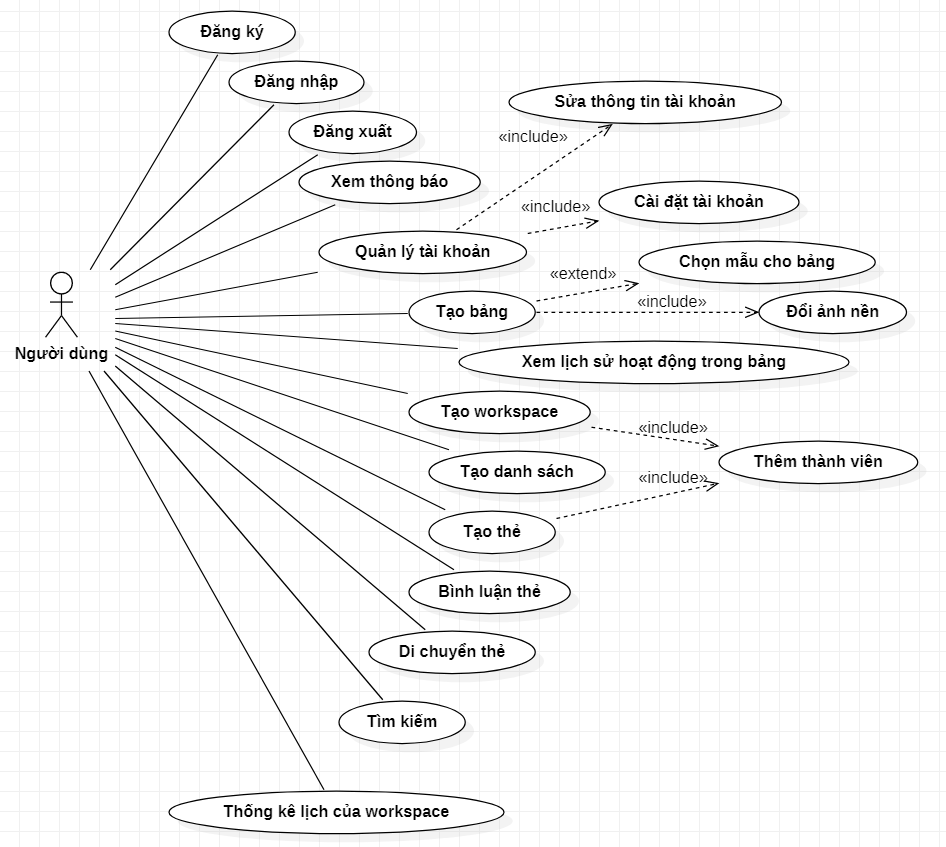 Đăng ký
Đăng nhập
Sửa thông tin tài khoản
Đăng xuất
«include»
Xem thông báo
Cài đặt tài khoản
«include»
Quản lý tài khoản
Chọn mẫu cho bảng
«extend»
«include»
Tạo bảng
Đổi ảnh nền
Người dùng
Xem lịch sử hoạt động trong bảng
Tạo workspace
«include»
Thêm thành viên
Tạo danh sách
«include»
Tạo thẻ
Bình luận thẻ
Di chuyển thẻ
Tìm kiếm
Thống kê lịch của workspace